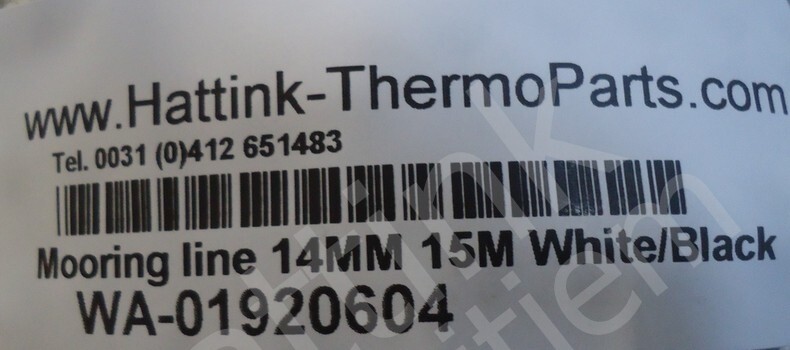 www.Hattink-ThermoParts.com
Tel. 0031 (0)412 651483
Mooring line 14MM 15M White/Black
WA-01920604